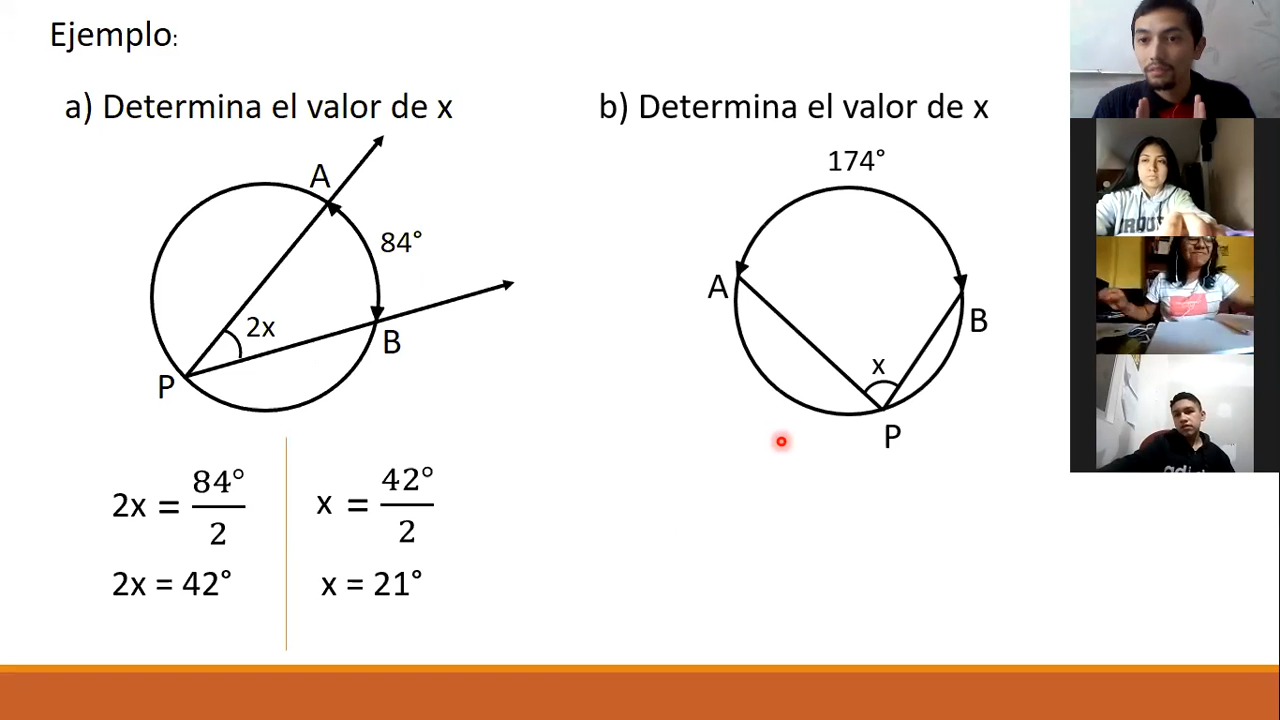 Ejemplo:
a) Determina el valor de x
A
84°
2x
B
P
2x = 84°/2
x = 42°/2
2x = 42°
x = 21°
b) Determina el valor de x
174°
A
B
x
P